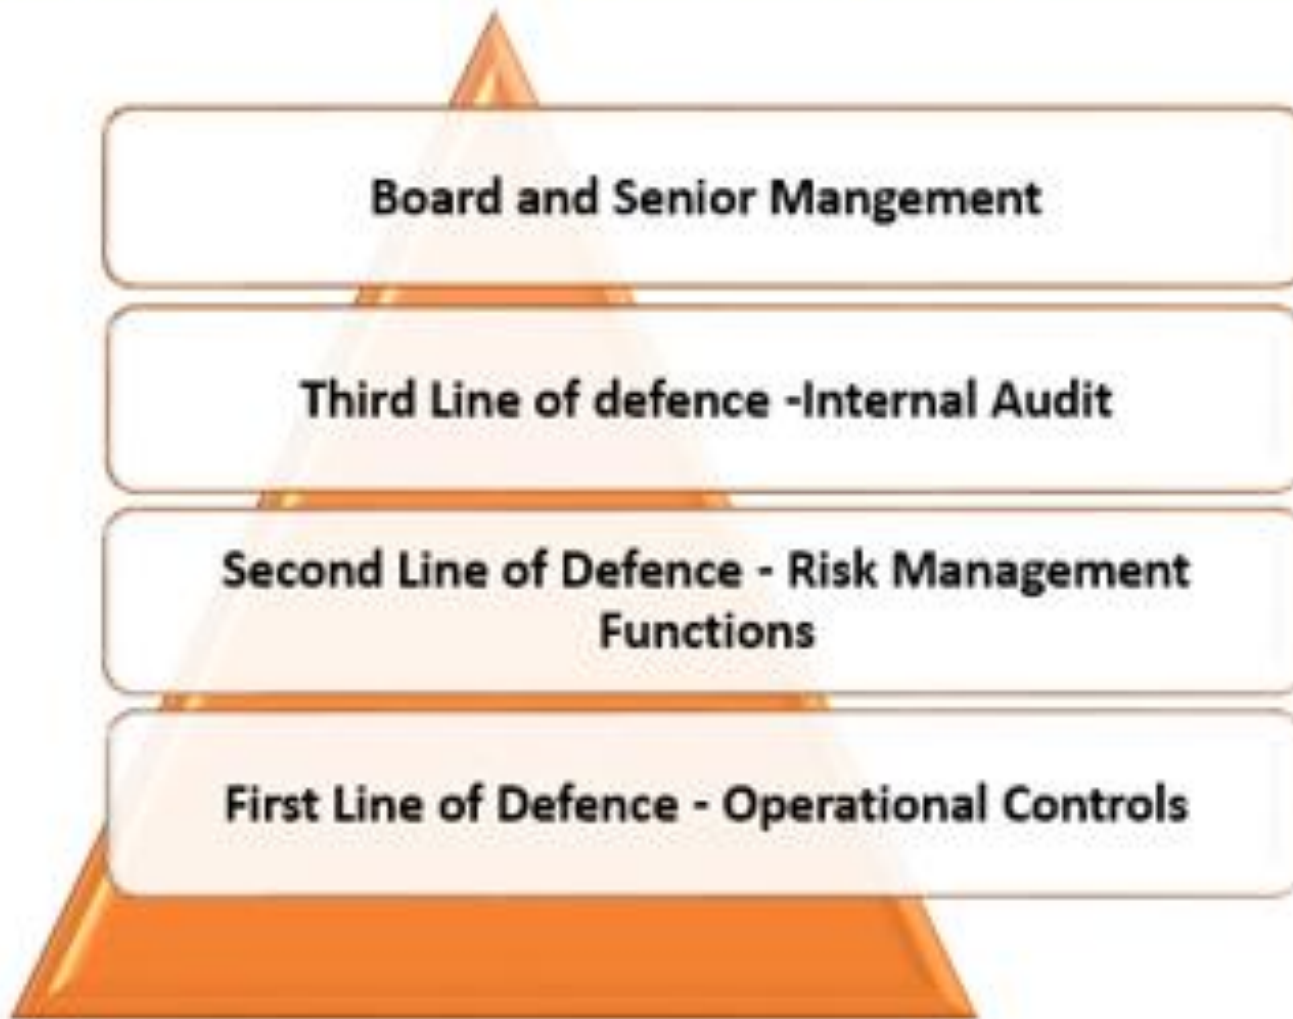 Board and Senior Mangement
Third Line of defence -Internal Audit
Second Line of Defence - Risk Management
Functions
First Line of Defence - Operational Controls